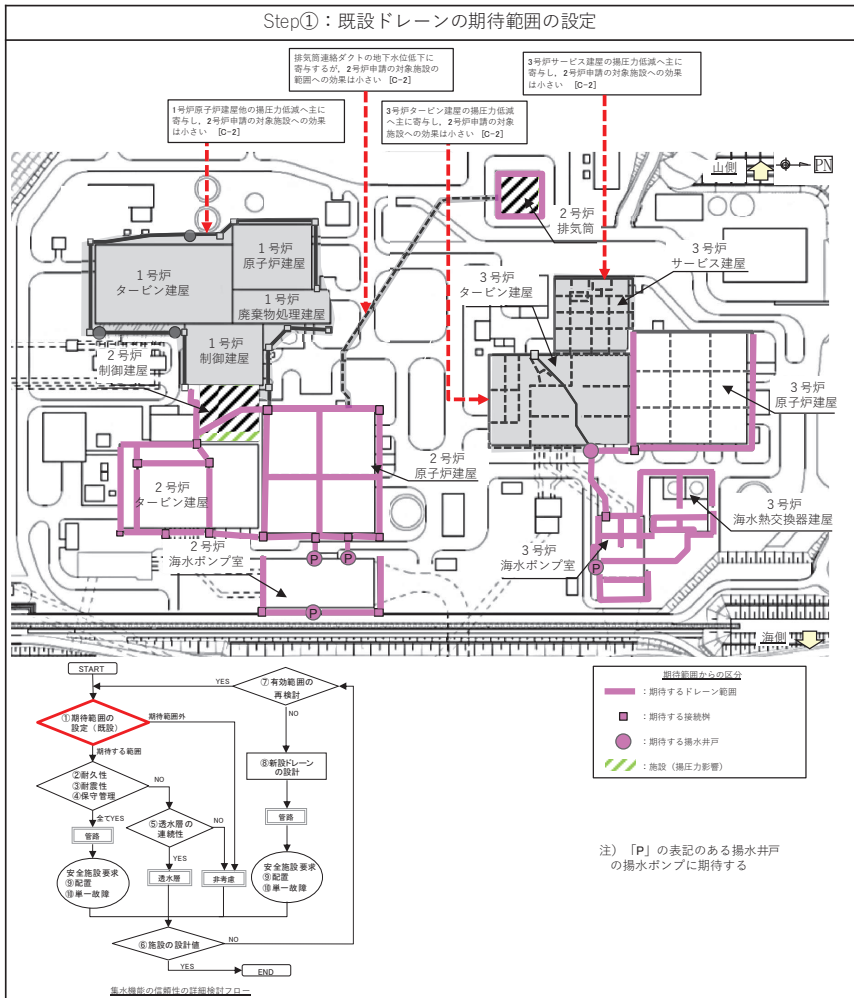 Step①：既設ドレーンの期待範囲の設定
排気筒連絡ダクトの地下水位低下に
寄与するが，2号炉申請の対象施設の
範囲への効果は小さい [C-2]
3号炉サービス建屋の揚圧力低減へ主に
寄与し，2号炉申請の対象施設への効果
は小さい [C-2]
1号炉原子炉建屋他の揚圧力低減へ主に
寄与し，2号炉申請の対象施設への効果
は小さい [C-2]
3号炉タービン建屋の揚圧力低減
へ主に寄与し，2号炉申請の対象
施設への効果は小さい [C-2]
山側
PN
2号炉
排気筒
1号炉
原子炉建屋
1号炉
タービン建屋
3号炉
サービス建屋
3号炉
タービン建屋
1号炉
廃棄物処理建屋
1号炉
制御建屋
2号炉
制御建屋
3号炉
原子炉建屋
2号炉
原子炉建屋
2号炉
タービン建屋
3号炉
海水熱交換器建屋
2号炉
海水ポンプ室
3号炉
海水ポンプ室
P
P
P
P
海側
START
YES
⑦有効範囲の
再検討
①期待範囲の
設定（既設）
期待範囲外
NO
期待する範囲
②耐久性
③耐震性
④保守管理
NO
⑧新設ドレーン
の設計
全てYES
⑤透水層の
連続性
NO
管路
管路
YES
安全施設要求
⑨配置
⑩単一故障
透水層
非考慮
安全施設要求
⑨配置
⑩単一故障
⑥施設の設計値
NO
YES
END
集水機能の信頼性の詳細検討フロー
期待範囲からの区分
：期待するドレーン範囲
：期待する接続桝
：期待する揚水井戸
：施設（揚圧力影響）
注）「P」の表記のある揚水井戸
の揚水ポンプに期待する